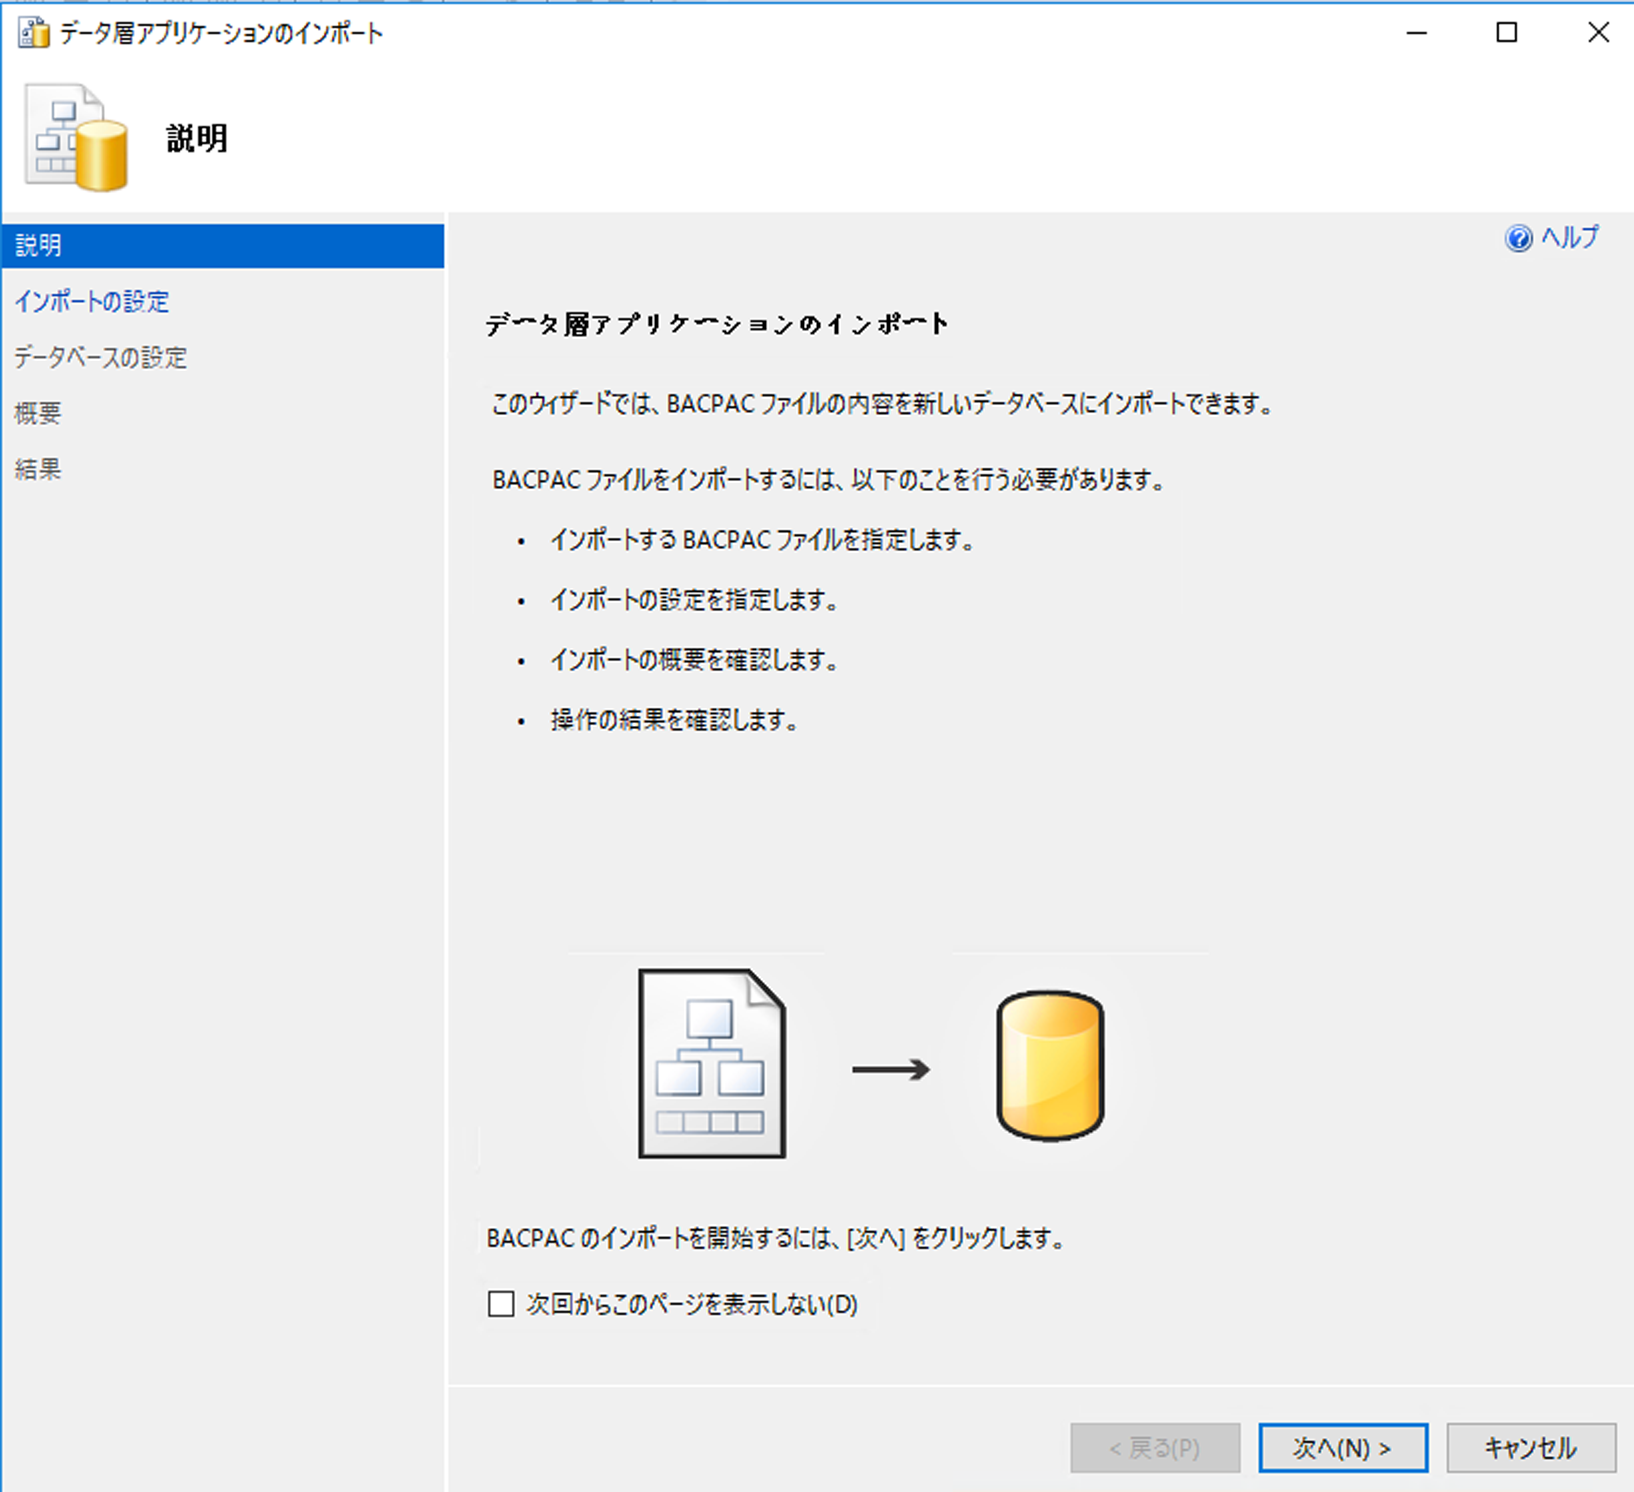 データ層アプリケーションのインポート
説明
説明
インポートの設定
データベースの設定
概要
結果
ヘルプ
データ層アプリケーションのインポート
このウィザードでは、BACPAC ファイルの内容を新しいデータベースにインポートできます。
BACPAC ファイルをインポートするには、以下のことを行う必要があります。
• インポートする BACPAC ファイルを指定します。
• インポートの設定を指定します。
• インポートの概要を確認します。
• 操作の結果を確認します。
BACPAC のインポートを開始するには、[次へ] をクリックします。
次回からこのページを表示しない(D)
< 戻る(P)
次へ(N) >
キャンセル